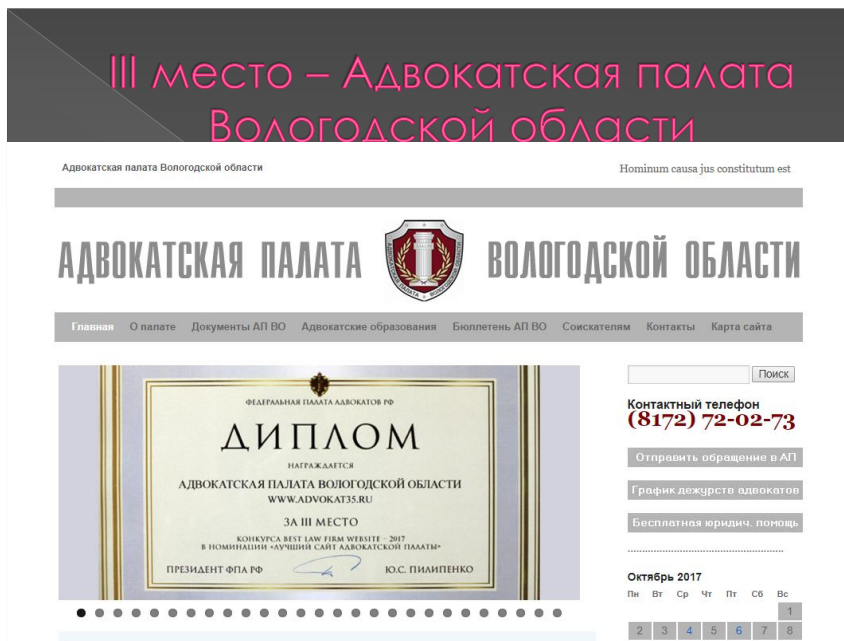 III место – Адвокатская палата
Вологодской области
Адвокатская палата Вологодской области
Hominum causa jus constitutum est
АДВОКАТСКАЯ ПАЛАТА
ВОЛОГОДСКОЙ ОБЛАСТИ
Главная О палате Документы АП ВО Адвокатские образования Бюллетень АП ВО Соискателям Контакты Карта сайта
ФЕДЕРАЛЬНАЯ ПАЛАТА АДВОКАТОВ РФ
ДИПЛОМ
НАГРАЖДАЕТСЯ
АДВОКАТСКАЯ ПАЛАТА ВОЛОГОДСКОЙ ОБЛАСТИ
WWW.ADVOKAT35.RU
ЗА III МЕСТО
КОНКУРСА BEST LAW FIRM WEBSITE – 2017
В НОМИНАЦИИ «ЛУЧШИЙ САЙТ АДВОКАТСКОЙ ПАЛАТЫ»
ПРЕЗИДЕНТ ФПА РФ Ю.С. ПИЛИПЕНКО
Поиск
Контактный телефон
(8172) 72-02-73
Отправить обращение в АП
График дежурств адвокатов
Бесплатная юридич. помощь
Октябрь 2017
Пн Вт Ср Чт Пт Сб Вс
1
2 3 4 5 6 7 8